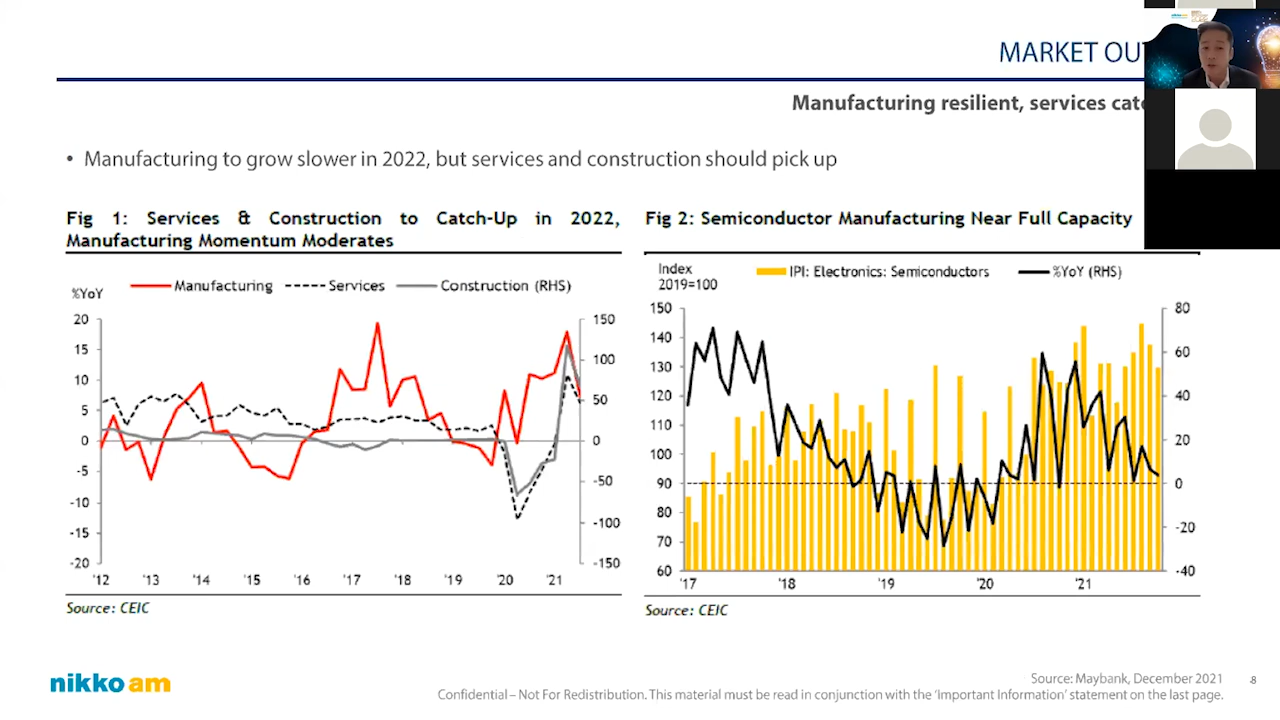 MARKET OUT
Manufacturing resilient, services catc
• Manufacturing to grow slower in 2022, but services and construction should pick up
Fig 1: Services & Construction to Catch-Up in 2022,
Manufacturing Momentum Moderates
%YoY
Manufacturing
Services
Construction (RHS)
20
15
10
5
0
-5
-10
-15
-20
150
100
50
0
-50
-100
-150
'12 '13 '14 '15 '16 '17 '18 '19 '20 '21
Source: CEIC
Fig 2: Semiconductor Manufacturing Near Full Capacity
Index
2019=100
IPI: Electronics: Semiconductors
%YoY (RHS)
150
140
130
120
110
100
90
80
70
60
80
60
40
20
0
-20
-40
'17 '18 '19 '20 '21
Source: CEIC
nikko am
Source: Maybank, December 2021
8
Confidential – Not For Redistribution. This material must be read in conjunction with the 'Important Information' statement on the last page.
nikko am